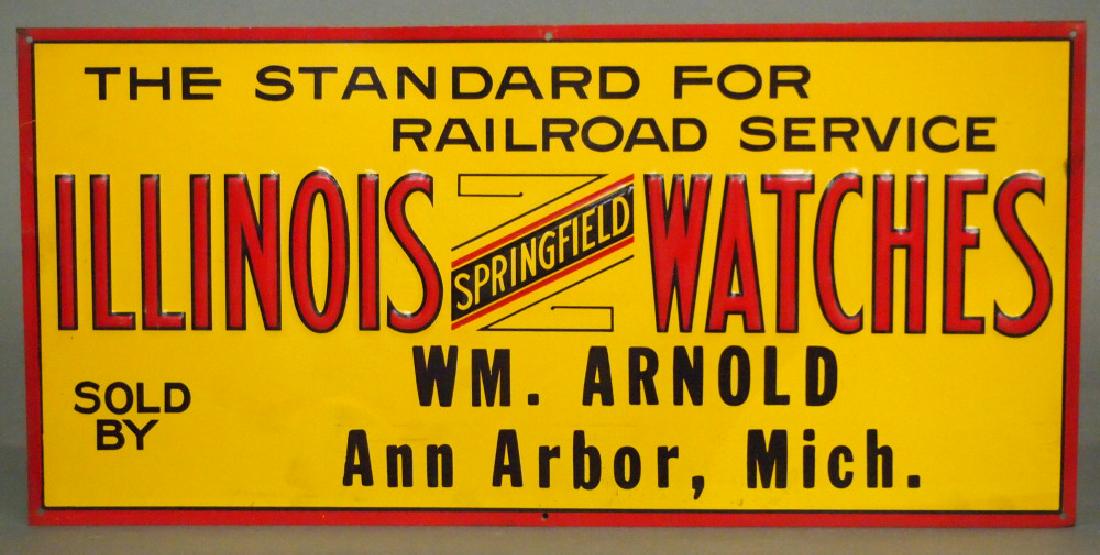 THE STANDARD FOR
RAILROAD SERVICE
ILLINOIS SPRINGFIELD WATCHES
SOLD BY
WM. ARNOLD
Ann Arbor, Mich.